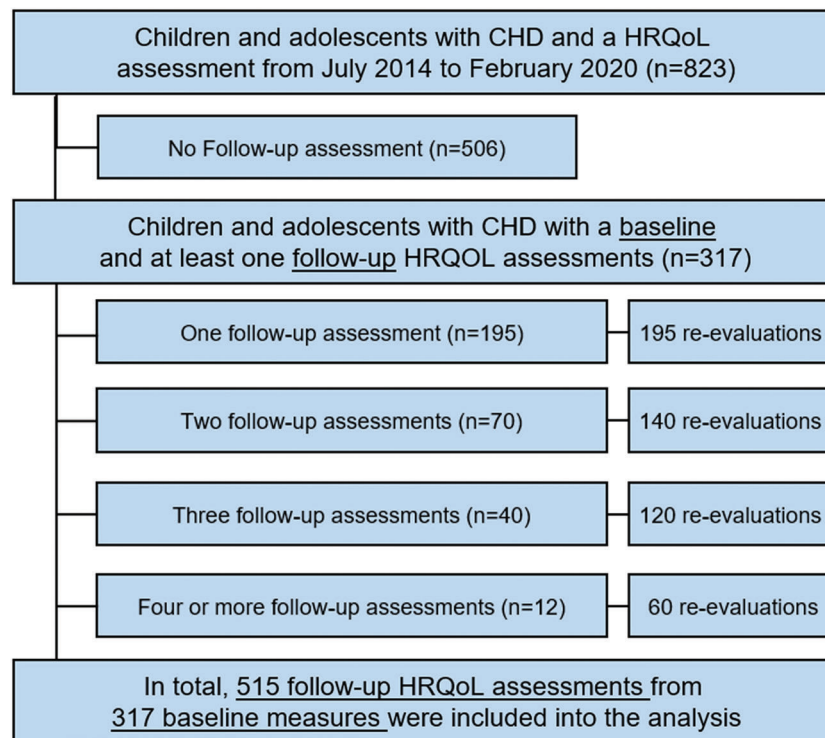 Children and adolescents with CHD and a HRQoL
assessment from July 2014 to February 2020 (n=823)
No Follow-up assessment (n=506)
Children and adolescents with CHD with a baseline
and at least one follow-up HRQOL assessments (n=317)
One follow-up assessment (n=195)
195 re-evaluations
Two follow-up assessments (n=70)
140 re-evaluations
Three follow-up assessments (n=40)
120 re-evaluations
Four or more follow-up assessments (n=12)
60 re-evaluations
In total, 515 follow-up HRQoL assessments from
317 baseline measures were included into the analysis